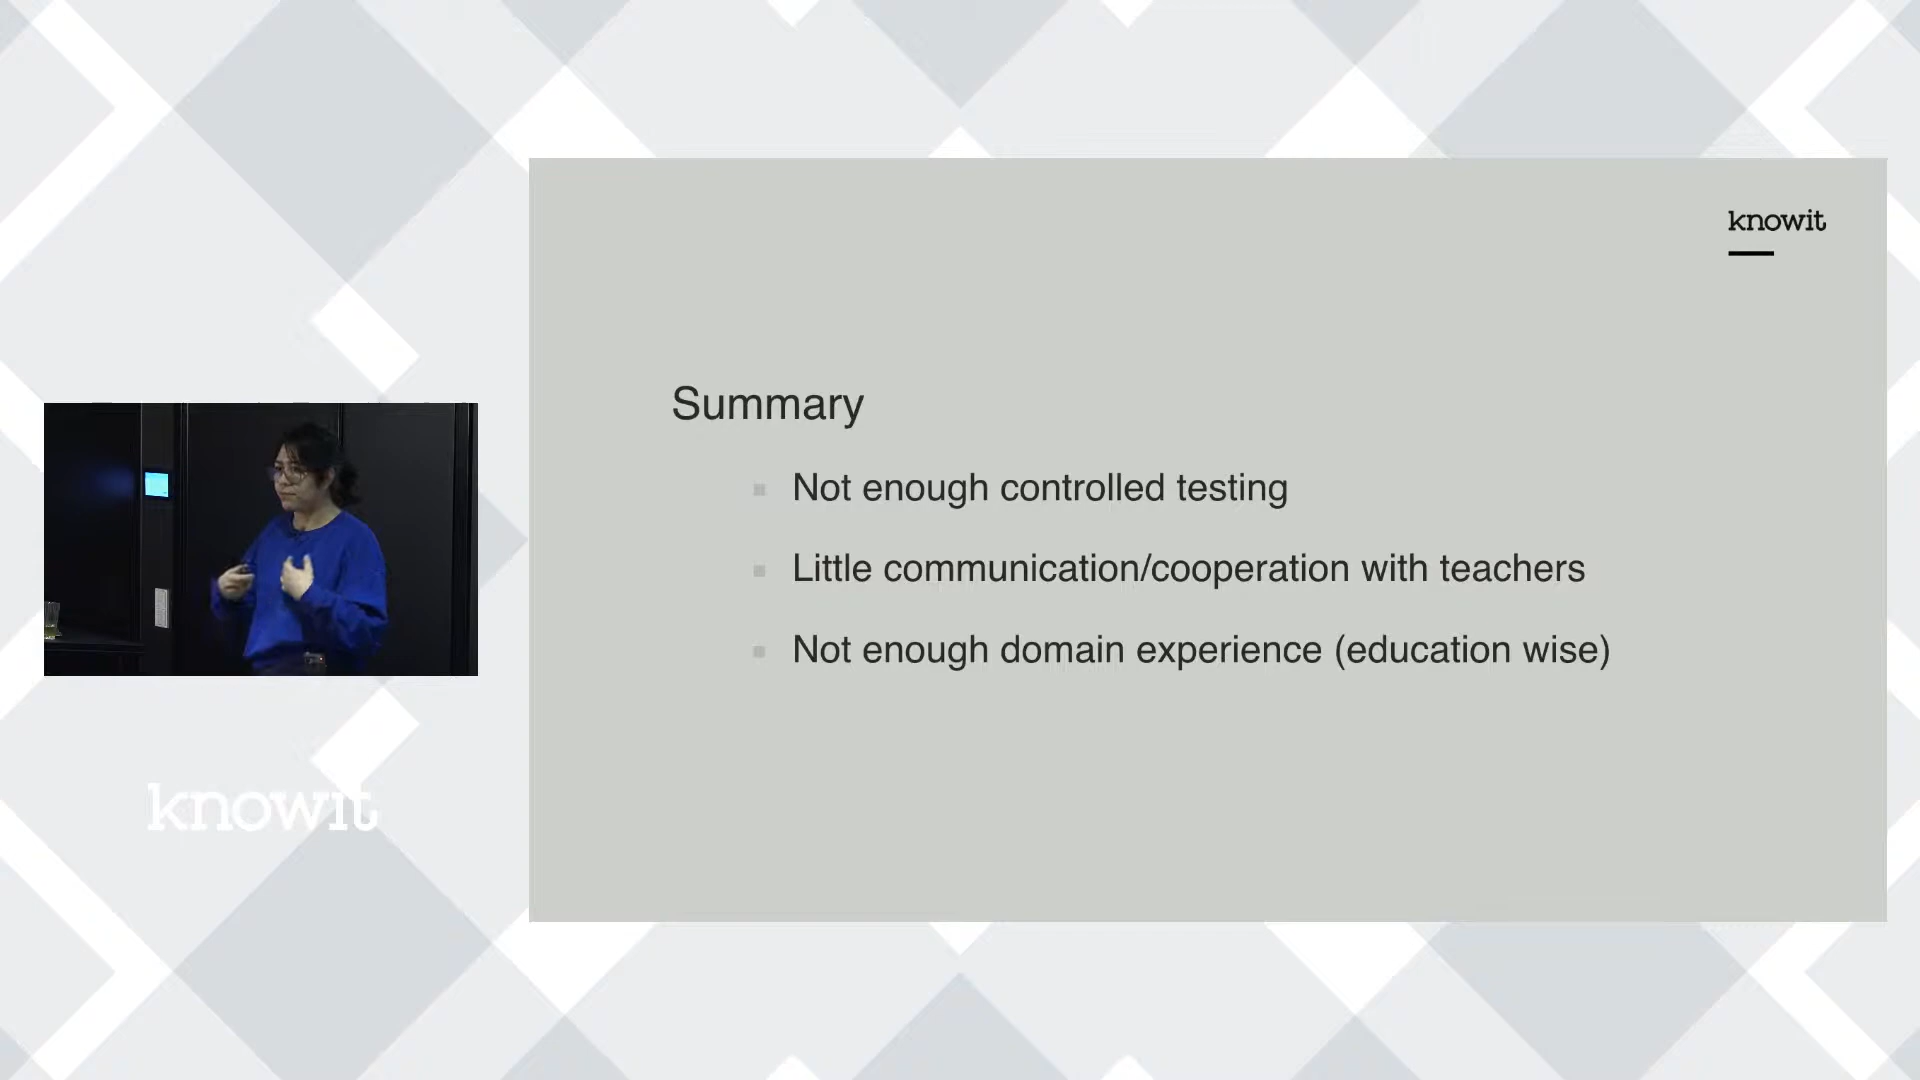 knowit
Summary
Not enough controlled testing
Little communication/cooperation with teachers
Not enough domain experience (education wise)
knowit